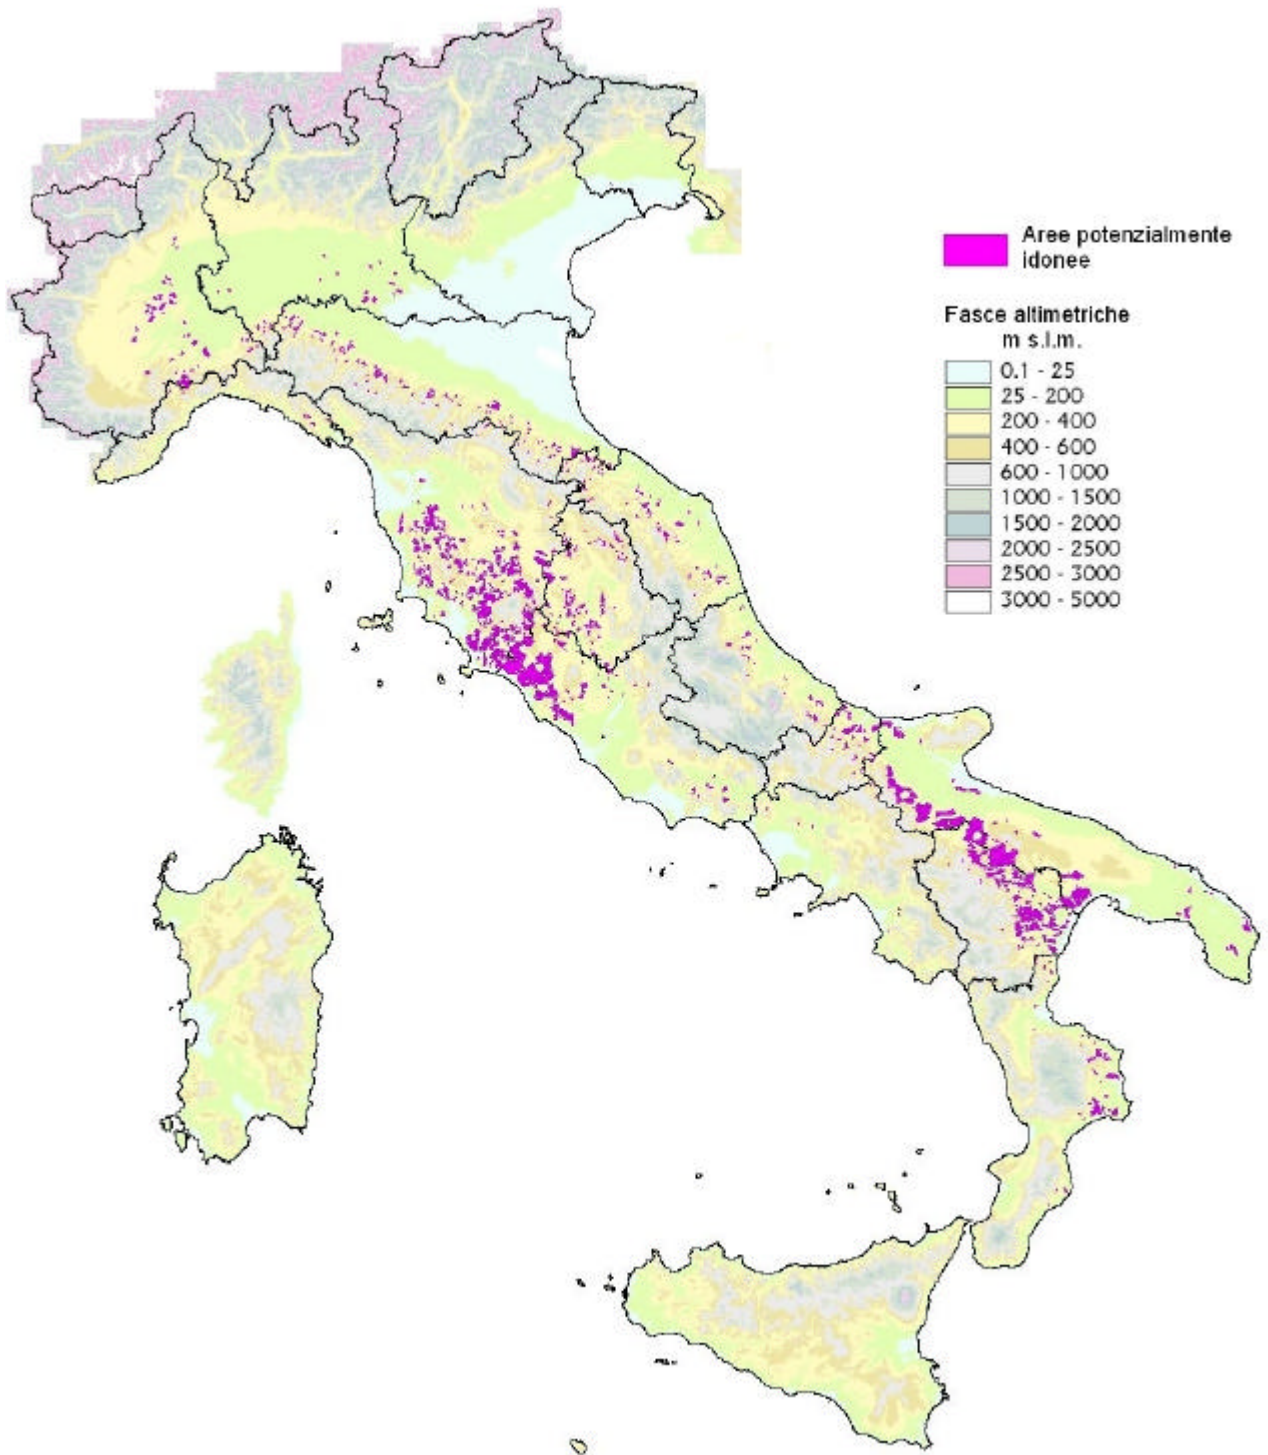 Aree potenzialmente
idonee
Fasce altimetriche
m s.l.m.
0.1 - 25
25 - 200
200 - 400
400 - 600
600 - 1000
1000 - 1500
1500 - 2000
2000 - 2500
2500 - 3000
3000 - 5000